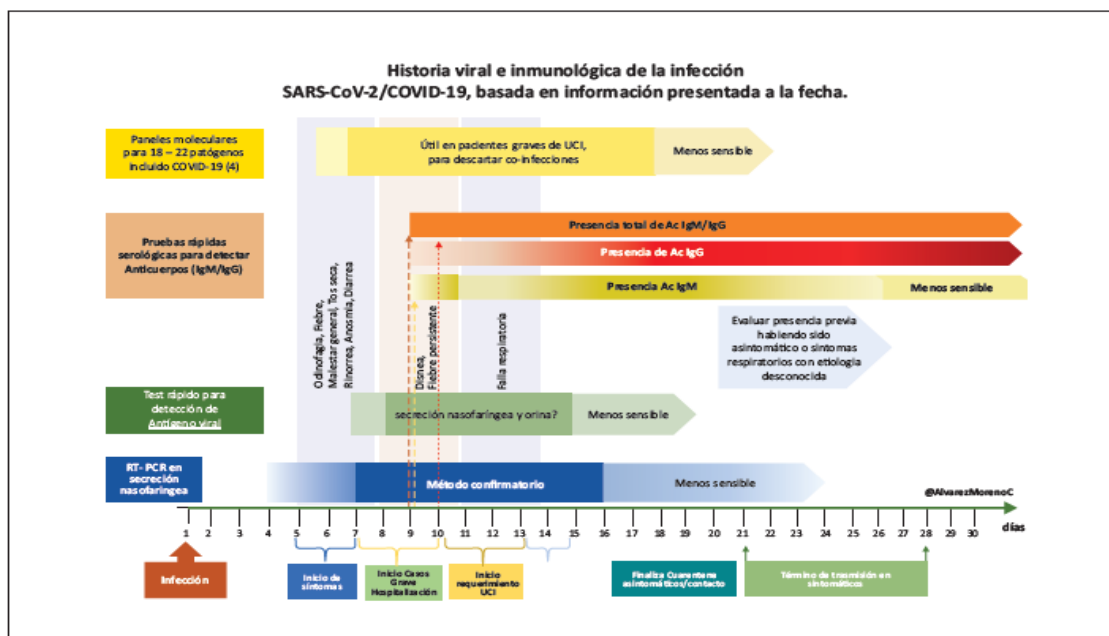 Historia viral e inmunológica de la infección
SARS-CoV-2/COVID-19, basada en información presentada a la fecha.
Paneles moleculares
para 18 – 22 patógenos
incluido COVID-19 (4)
Útil en pacientes graves de UCI,
para descartar co-infecciones
Menos sensible
Pruebas rápidas
serológicas para detectar
Anticuerpos (IgM/IgG)
Presencia total de Ac IgM/IgG
Presencia de Ac IgG
Presencia Ac IgM
Menos sensible
Odinofagia, Fiebre,
Malestar general, Tos seca,
Rinorrea, Anosmia, Diarrea
Disnea,
Fiebre persistente
Falla respiratoria
Evaluar presencia previa
habiendo sido
asintomático o sintomas
respiratorios con etiologia
desconocida
Test rápido para
detección de
Antígeno viral
secreción nasofaríngea y orina?
Menos sensible
RT- PCR en
secreción
nasofaringea
Método confirmatorio
Menos sensible
@AlvarezMorenoC
1 2 3 4 5 6 7 8 9 10 11 12 13 14 15 16 17 18 19 20 21 22 23 24 25 26 27 28 29 30
días
Infección
Inicio de
síntomas
Inicio Casos
Grave
Hospitalización
Inicio
requerimiento
UCI
Finaliza Cuarentene
asintomáticos/contacto
Término de trasmisión en
sintomáticos